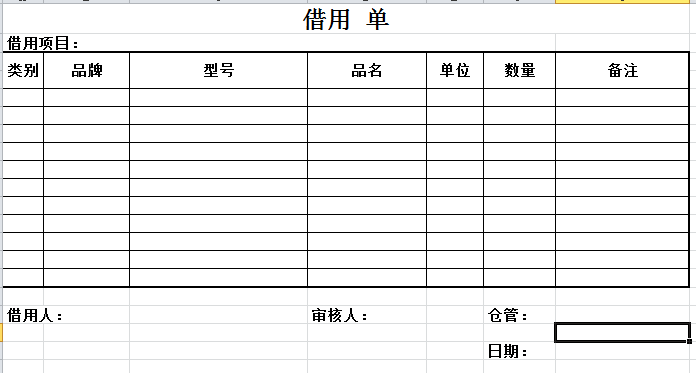 借用 单
借用项目：
类别 品牌 型号 品名 单位 数量 备注
借用人： 审核人： 仓管：
日期：